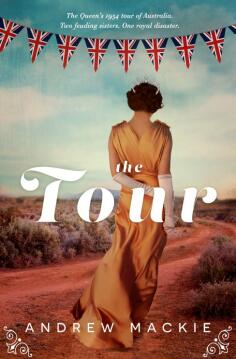 The Queen's 1954 tour of Australia.
Two feuding sisters. One royal disaster.
the
Tour
ANDREW MACKIE